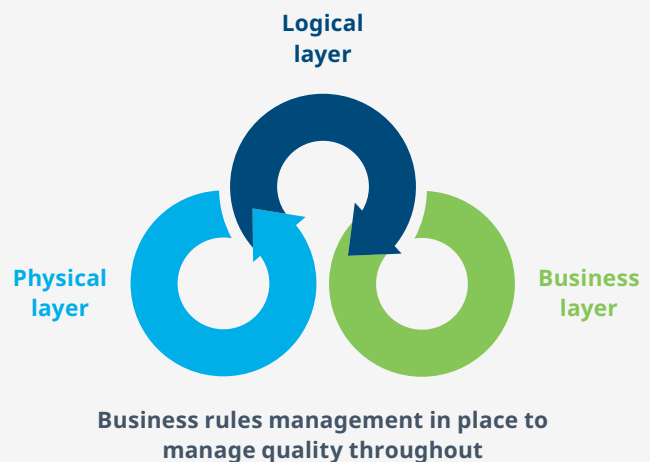 Logical
layer
Physical
layer
Business
layer
Business rules management in place to
manage quality throughout